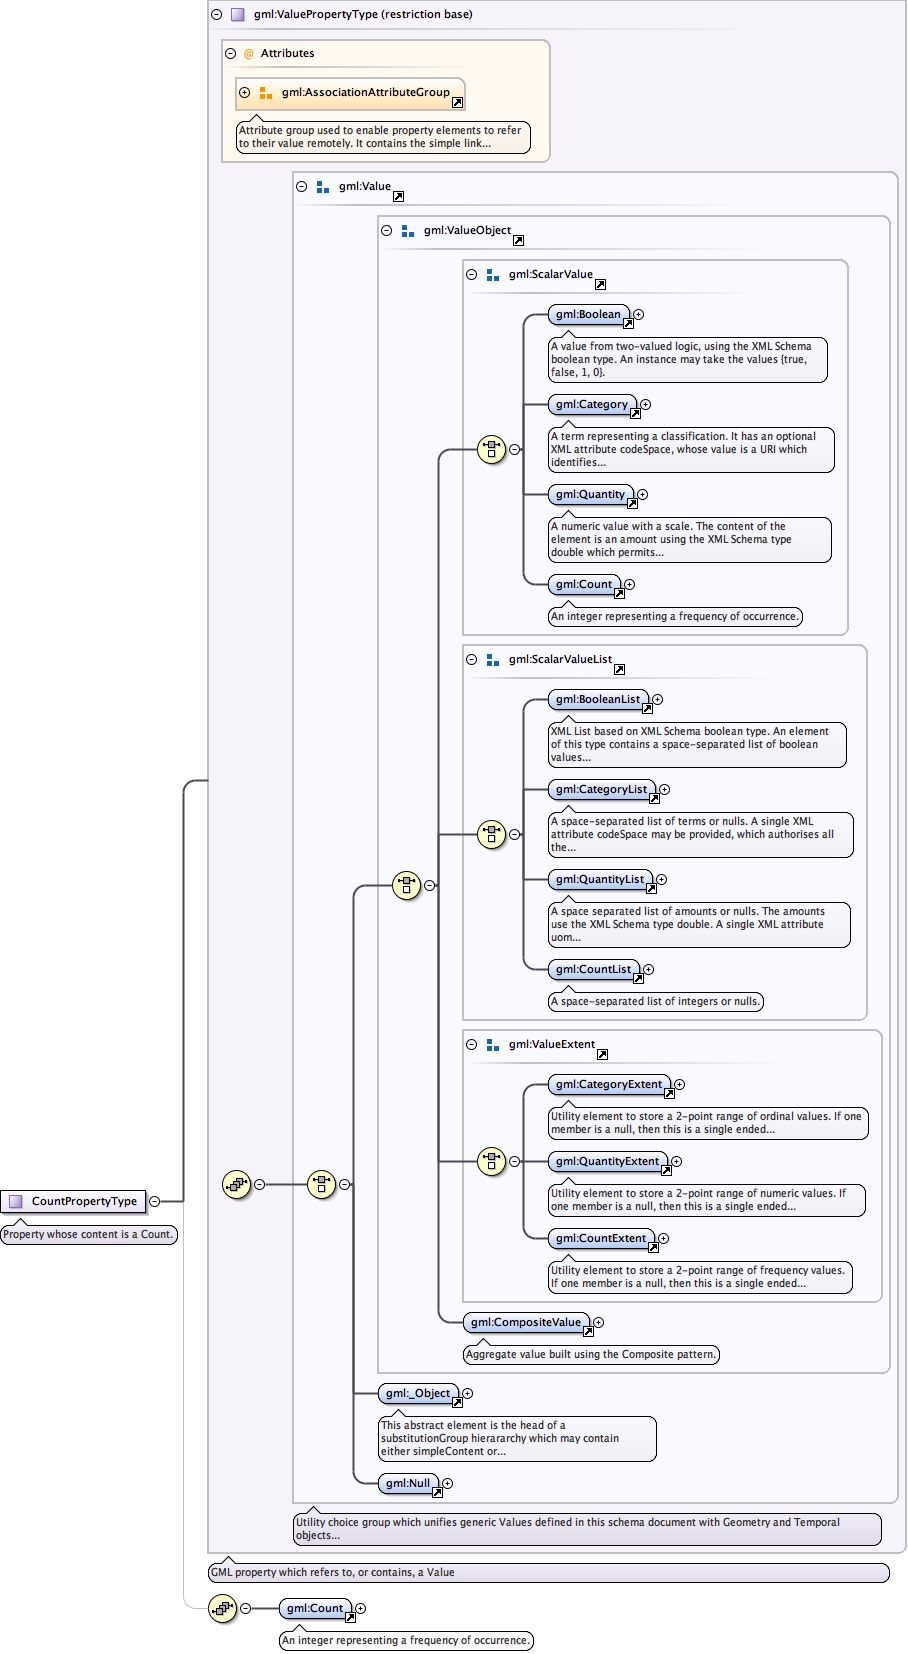 gml:ValuePropertyType (restriction base)
@ Attributes
gml:AssociationAttributeGroup
Attribute group used to enable property elements to refer
to their value remotely. It contains the simple link...
gml:Value
gml:ValueObject
gml:ScalarValue
gml:Boolean
A value from two-valued logic, using the XML Schema
boolean type. An instance may take the values {true,
false, 1, 0}.
gml:Category
A term representing a classification. It has an optional
XML attribute codeSpace, whose value is a URI which
identifies...
gml:Quantity
A numeric value with a scale. The content of the
element is an amount using the XML Schema type
double which permits...
gml:Count
An integer representing a frequency of occurrence.
gml:ScalarValueList
gml:BooleanList
XML List based on XML Schema boolean type. An element
of this type contains a space-separated list of boolean
values...
gml:CategoryList
A space-separated list of terms or nulls. A single XML
attribute codeSpace may be provided, which authorises all
the...
gml:QuantityList
A space separated list of amounts or nulls. The amounts
use the XML Schema type double. A single XML attribute
uom...
gml:CountList
A space-separated list of integers or nulls.
gml:ValueExtent
gml:CategoryExtent
Utility element to store a 2-point range of ordinal values. If one
member is a null, then this is a single ended...
gml:QuantityExtent
Utility element to store a 2-point range of numeric values. If
one member is a null, then this is a single ended...
gml:CountExtent
Utility element to store a 2-point range of frequency values.
If one member is a null, then this is a single ended...
CountPropertyType
Property whose content is a Count.
gml:CompositeValue
Aggregate value built using the Composite pattern.
gml:_Object
This abstract element is the head of a
substitutionGroup hierararchy which may contain
either simpleContent or...
gml:Null
Utility choice group which unifies generic Values defined in this schema document with Geometry and Temporal
objects...
GML property which refers to, or contains, a Value
gml:Count
An integer representing a frequency of occurrence.